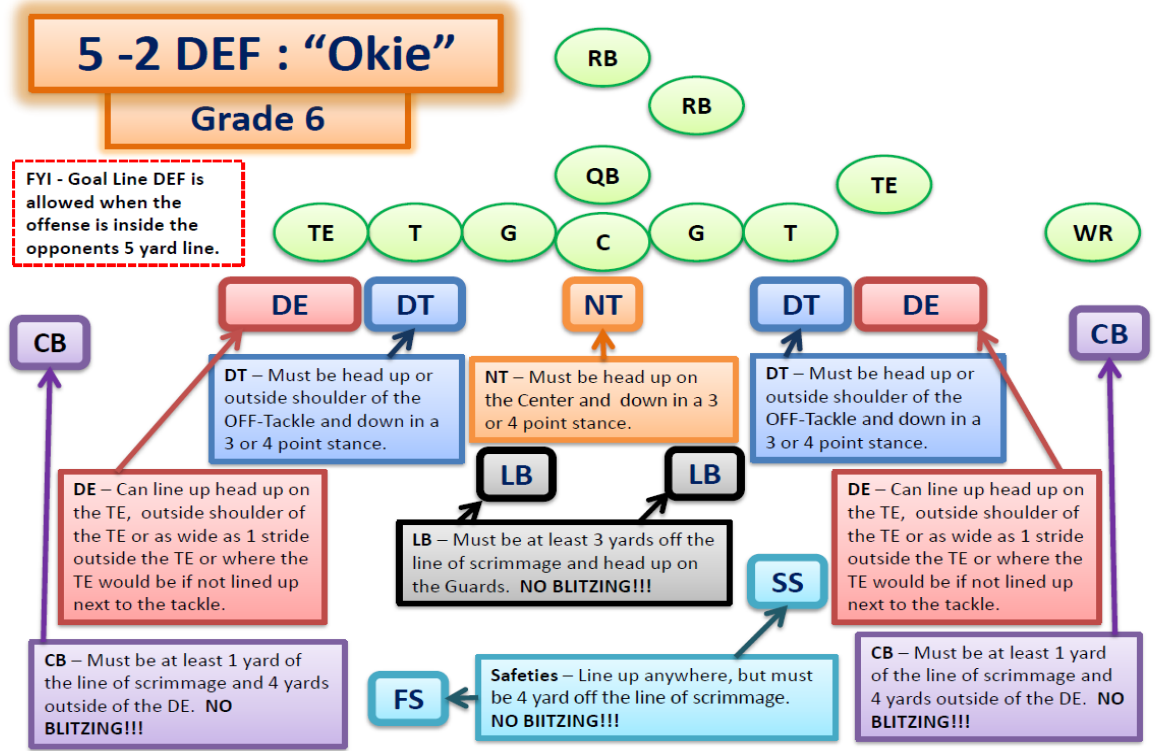 5 -2 DEF : “Okie”
Grade 6
FYI - Goal Line DEF is
allowed when the
offense is inside the
opponents 5 yard line.
RB
RB
QB
TE
TE
T
G
C
G
T
WR
DE
DT
NT
DT
DE
CB
CB
DT – Must be head up or
outside shoulder of the
OFF-Tackle and down in a
3 or 4 point stance.
NT – Must be head up on
the Center and down in a 3
or 4 point stance.
DT – Must be head up or
outside shoulder of the
OFF-Tackle and down in a
3 or 4 point stance.
LB
LB
DE – Can line up head up on
the TE, outside shoulder of
the TE or as wide as 1 stride
outside the TE or where the
TE would be if not lined up
next to the tackle.
LB – Must be at least 3 yards off the
line of scrimmage and head up on
the Guards. NO BLITZING!!!
DE – Can line up head up on
the TE, outside shoulder of
the TE or as wide as 1 stride
outside the TE or where the
TE would be if not lined up
next to the tackle.
SS
CB – Must be at least 1 yard of
the line of scrimmage and 4 yards
outside of the DE. NO
BLITZING!!!
FS
Safeties – Line up anywhere, but must
be 4 yard off the line of scrimmage.
NO BIITZING!!!
CB – Must be at least 1 yard
of the line of scrimmage and
4 yards outside of the DE. NO
BLITZING!!!